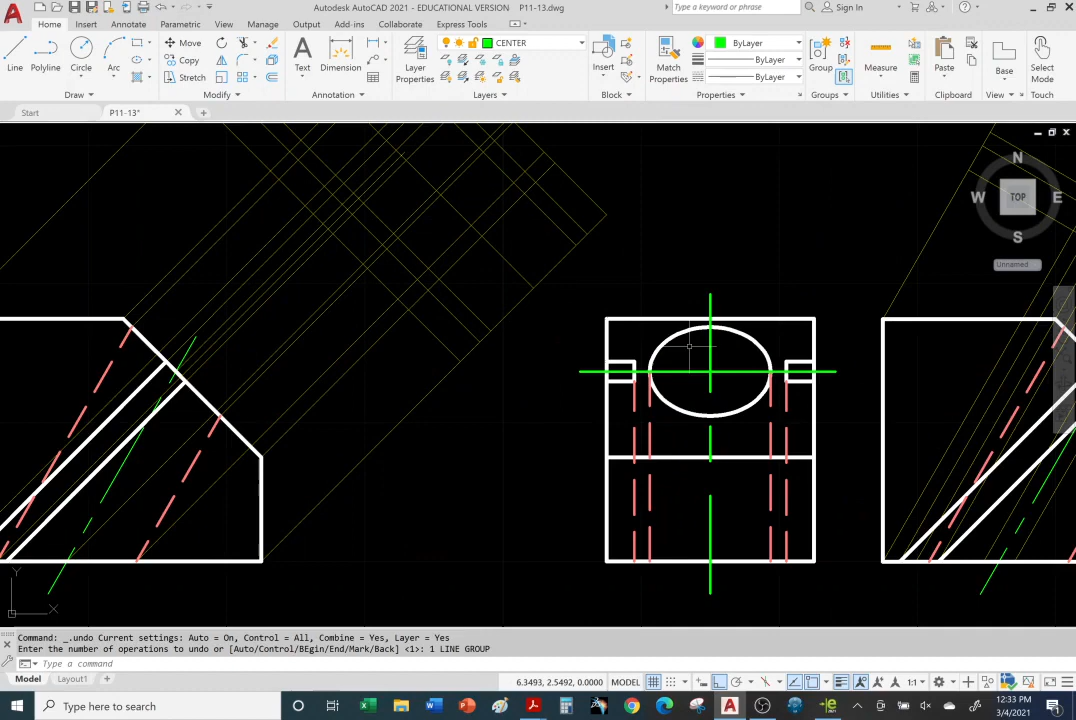 Autodesk AutoCAD 2021 - EDUCATIONAL VERSION P11-13.dwg
Type a keyword or phrase
Sign In
Home Insert Annotate Parametric View Manage Output Add-ins Collaborate Express Tools
Line Polyline Circle Arc
Move
Copy
Stretch
Text Dimension
Layer
Properties
CENTER
Insert
Match
Properties
ByLayer
ByLayer
ByLayer
Group
Measure
Paste
Base
Select
Mode
Draw Modify Annotation Layers Block Properties Groups Utilities Clipboard View Touch
Start P11-13*
N
W TOP E
S
Unnamed
Y
X
Command: _.undo Current settings: Auto = On, Control = All, Combine = Yes, Layer = Yes
Enter the number of operations to undo or [Auto/Control/BEgin/End/Mark/Back] <1>: 1 LINE GROUP
Type a command
Model Layout1 +
6.3493, 2.5492, 0.0000 MODEL 1:1
Type here to search
12:33 PM
3/4/2021